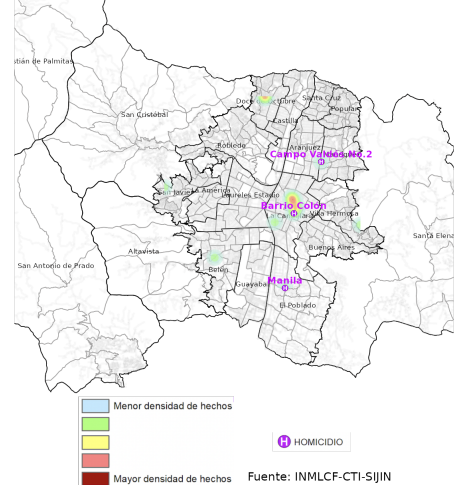 stián de Palmitas
Doce de Octubre
Santa Cruz
Popular
San Cristóbal
Castilla
Robledo
Aranjuez
Campo Valdés No.2
H
San Javier
La América
Laureles Estadio
Barrio Colón
La Candelaria
H
Villa Hermosa
Santa Elena
Altavista
Buenos Aires
San Antonio de Prado
Belén
Manila
Guayabal
H
El Poblado
Menor densidad de hechos
H HOMICIDIO
Mayor densidad de hechos
Fuente: INMLCF-CTI-SIJIN